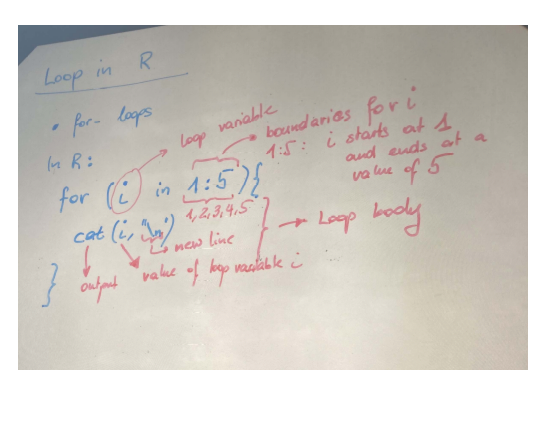 Loop in R
• for-loops
In R:
loop variable
boundaries for i
1:5: i starts at 1
and ends at a
value of 5
for (i in 1:5){
1,2,3,4,5
cat (i, "\n")
new line
Loop body
output
value of loop variable i
}